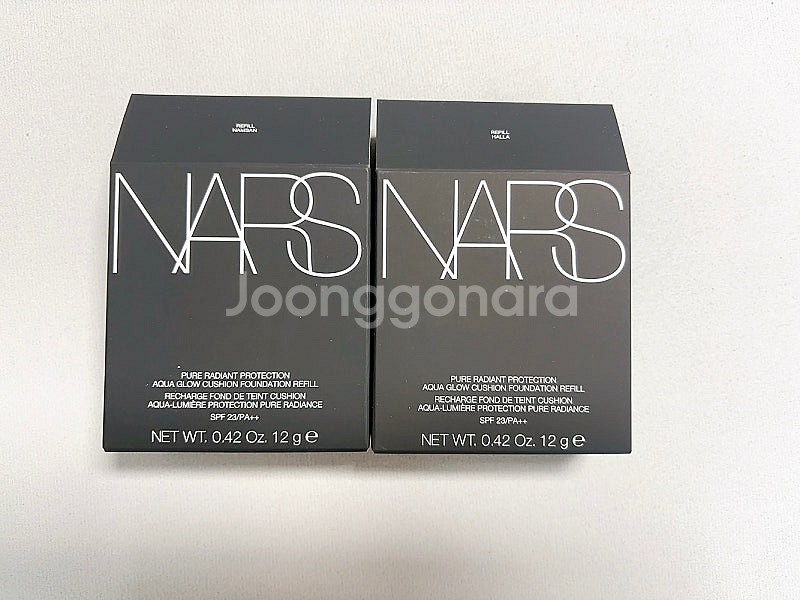 REFILL
NAMSAN
NARS
PURE RADIANT PROTECTION
AQUA GLOW CUSHION FOUNDATION REFILL
RECHARGE FOND DE TEINT CUSHION
AQUA-LUMIÈRE PROTECTION PURE RADIANCE
SPF 23/PA++
NET WT. 0.42 Oz. 12 g e
REFILL
HALLA
NARS
PURE RADIANT PROTECTION
AQUA GLOW CUSHION FOUNDATION REFILL
RECHARGE FOND DE TEINT CUSHION
AQUA-LUMIÈRE PROTECTION PURE RADIANCE
SPF 23/PA++
NET WT. 0.42 Oz. 12 g e
Joonggonara